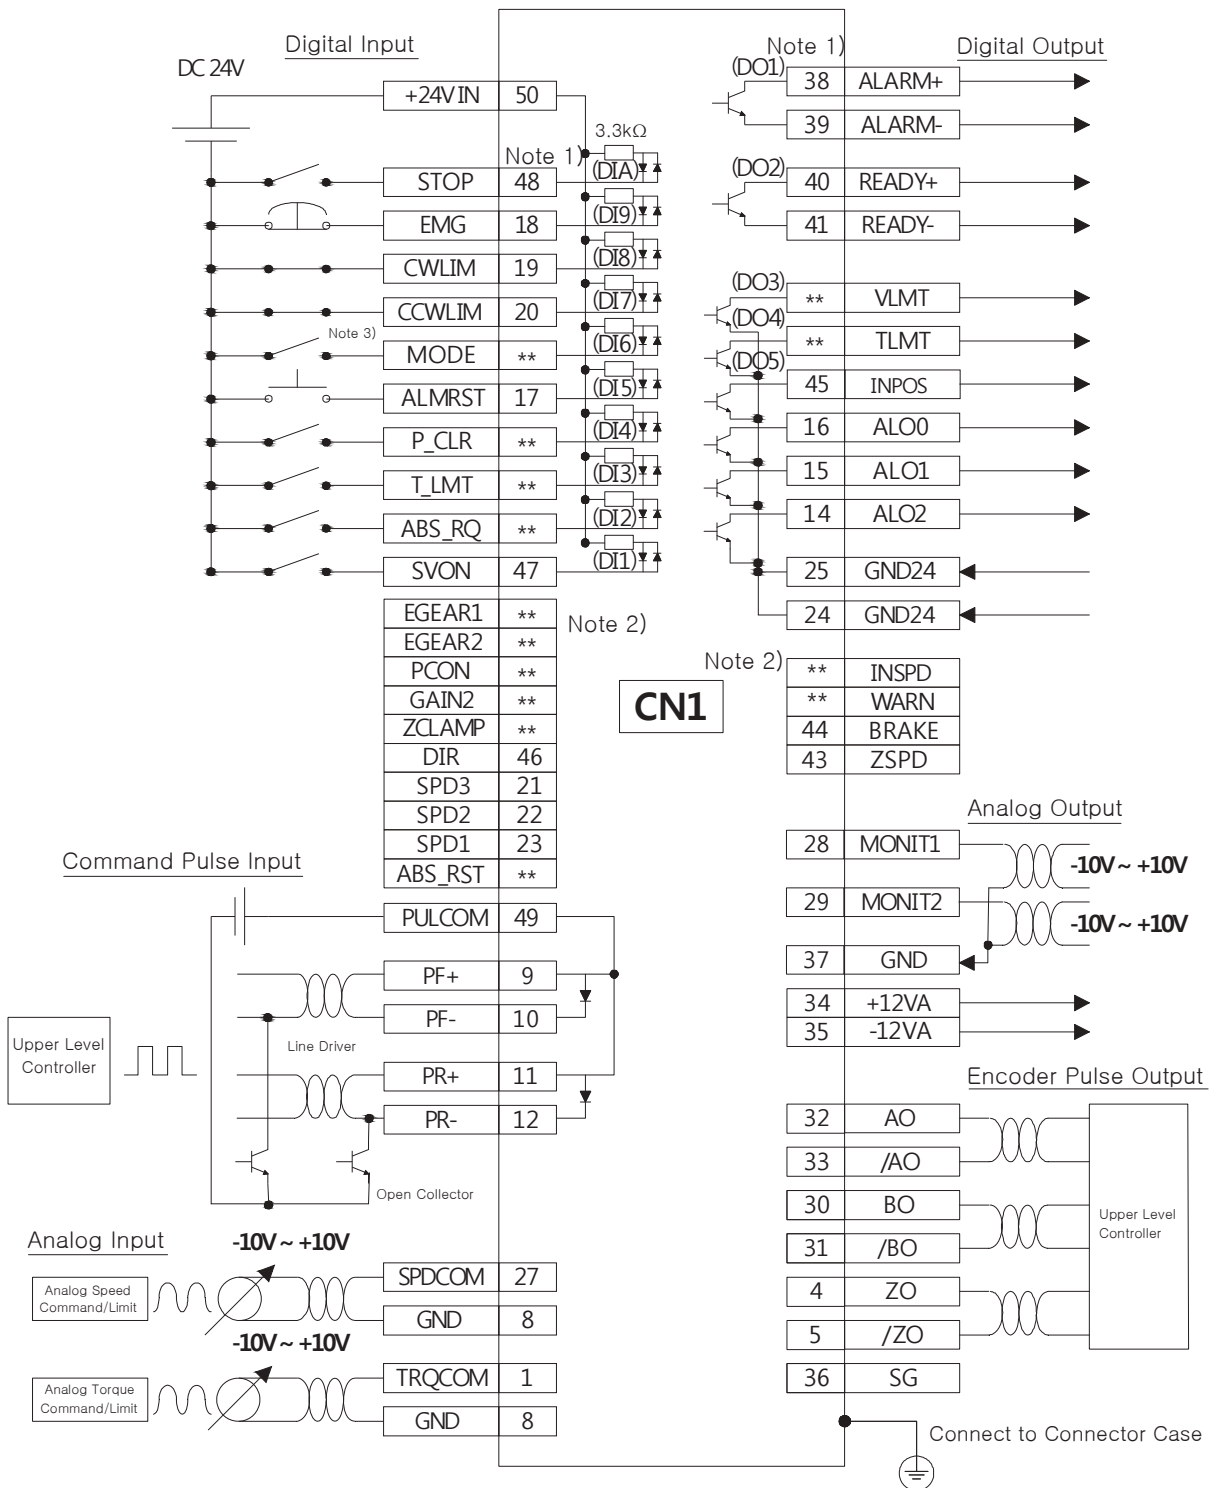 Digital Input
Note 1)
Digital Output
DC 24V
+24V IN 50
3.3kΩ
Note 1)
STOP 48 (DIA)
EMG 18 (DI9)
CWLIM 19 (DI8)
CCWLIM 20 (DI7)
Note 3)
MODE ** (DI6)
ALMRST 17 (DI5)
P_CLR ** (DI4)
T_LMT ** (DI3)
ABS_RQ ** (DI2)
SVON 47 (DI1)
EGEAR1 **
Note 2)
EGEAR2 **
PCON **
GAIN2 **
ZCLAMP **
DIR 46
SPD3 21
SPD2 22
SPD1 23
ABS_RST **
CN1
(DO1) 38 ALARM+
39 ALARM-
(DO2) 40 READY+
41 READY-
(DO3) ** VLMT
(DO4) ** TLMT
(DO5) 45 INPOS
16 ALO0
15 ALO1
14 ALO2
25 GND24
24 GND24
Note 2)
** INSPD
** WARN
44 BRAKE
43 ZSPD
Analog Output
28 MONIT1
-10V ~ +10V
29 MONIT2
-10V ~ +10V
37 GND
34 +12VA
35 -12VA
Command Pulse Input
PULCOM 49
PF+ 9
PF- 10
Upper Level
Controller
Line Driver
PR+ 11
PR- 12
Open Collector
Encoder Pulse Output
32 AO
33 /AO
30 BO
31 /BO
4 ZO
5 /ZO
36 SG
Upper Level
Controller
Analog Input
-10V ~ +10V
Analog Speed
Command/Limit
SPDCOM 27
GND 8
-10V ~ +10V
Analog Torque
Command/Limit
TRQCOM 1
GND 8
Connect to Connector Case